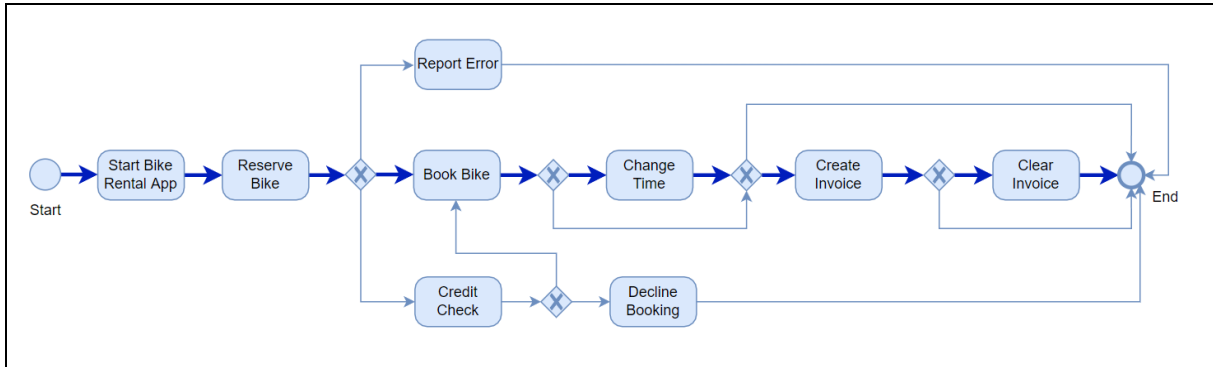 Report Error
Start Bike
Rental App
Reserve
Bike
Book Bike
Change
Time
Create
Invoice
Clear
Invoice
Start
End
Credit
Check
Decline
Booking